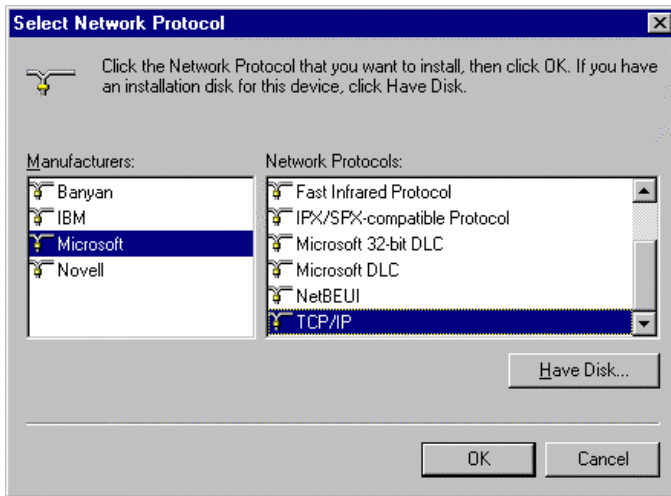 Select Network Protocol
Click the Network Protocol that you want to install, then click OK. If you have
an installation disk for this device, click Have Disk.
Manufacturers:
Banyan
IBM
Microsoft
Novell
Network Protocols:
Fast Infrared Protocol
IPX/SPX-compatible Protocol
Microsoft 32-bit DLC
Microsoft DLC
NetBEUI
TCP/IP
Have Disk...
OK
Cancel